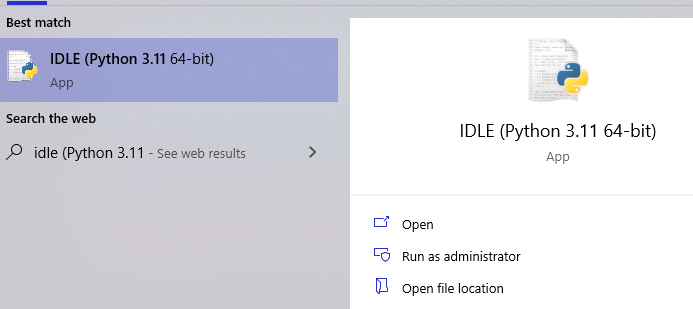 Best match
IDLE (Python 3.11 64-bit)
App
Search the web
idle (Python 3.11 - See web results
IDLE (Python 3.11 64-bit)
App
Open
Run as administrator
Open file location